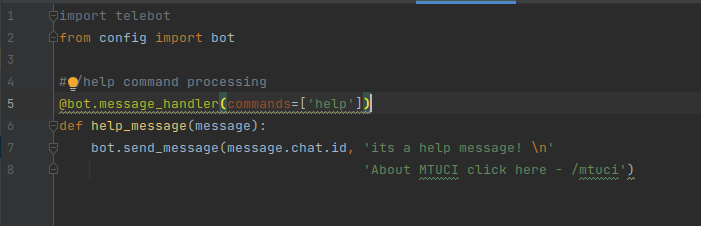 1 import telebot
2 from config import bot
3
4 # /help command processing
5 @bot.message_handler(commands=['help'])
6 def help_message(message):
7 bot.send_message(message.chat.id, 'its a help message! \n'
8 'About MTUCI click here - /mtuci')